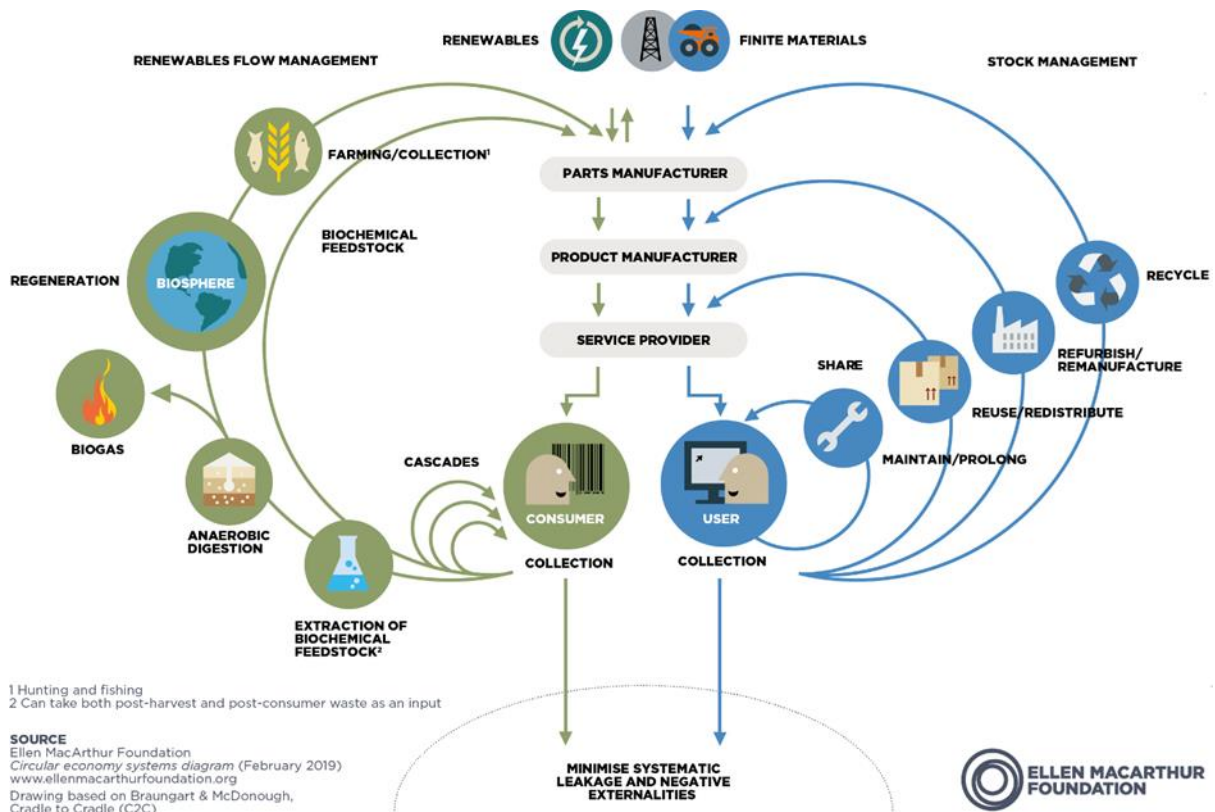 RENEWABLES
FINITE MATERIALS
RENEWABLES FLOW MANAGEMENT
STOCK MANAGEMENT
FARMING/COLLECTION¹
PARTS MANUFACTURER
BIOCHEMICAL
FEEDSTOCK
PRODUCT MANUFACTURER
REGENERATION
BIOSPHERE
RECYCLE
SERVICE PROVIDER
REFURBISH/
REMANUFACTURE
SHARE
REUSE/REDISTRIBUTE
BIOGAS
CASCADES
MAINTAIN/PROLONG
CONSUMER
USER
ANAEROBIC
DIGESTION
COLLECTION
COLLECTION
EXTRACTION OF
BIOCHEMICAL
FEEDSTOCK²
1 Hunting and fishing
2 Can take both post-harvest and post-consumer waste as an input
SOURCE
Ellen MacArthur Foundation
Circular economy systems diagram (February 2019)
www.ellenmacarthurfoundation.org
Drawing based on Braungart & McDonough,
Cradle to Cradle (C2C)
MINIMISE SYSTEMATIC
LEAKAGE AND NEGATIVE
EXTERNALITIES
ELLEN MACARTHUR
FOUNDATION